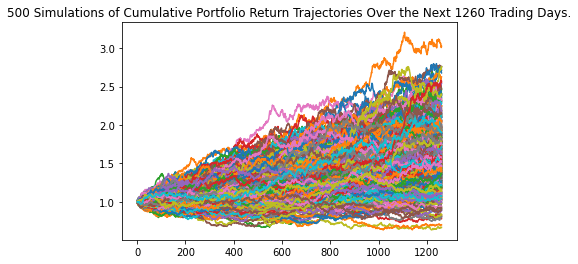 500 Simulations of Cumulative Portfolio Return Trajectories Over the Next 1260 Trading Days.
3.0
2.5
2.0
1.5
1.0
0 200 400 600 800 1000 1200